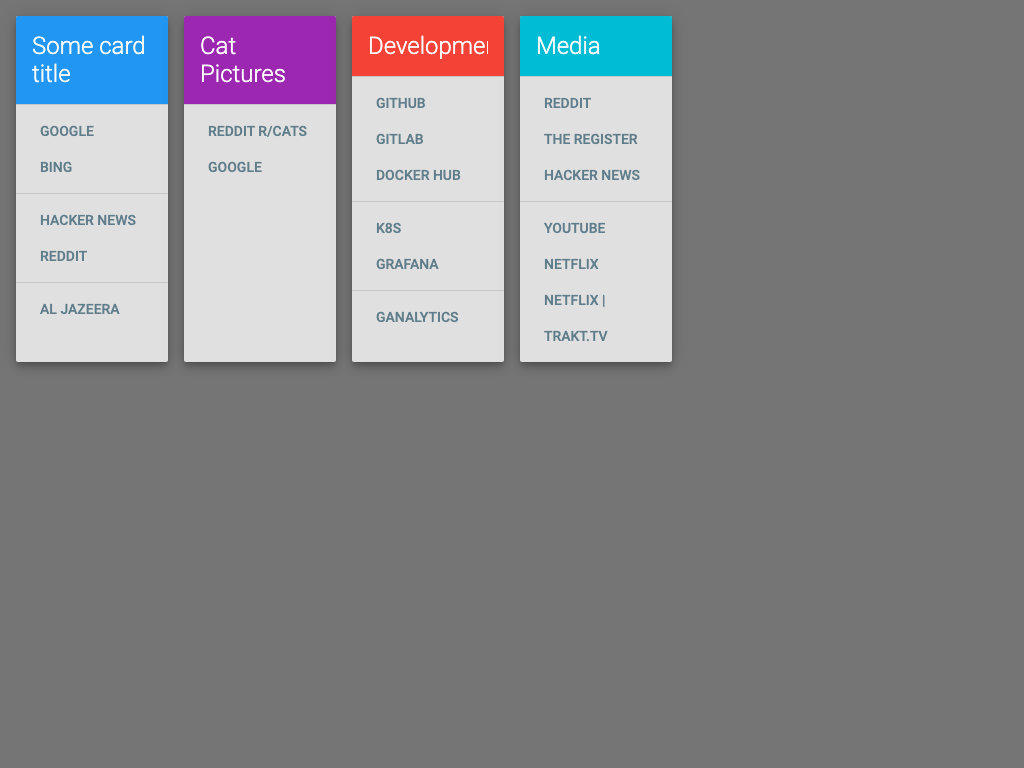 Some card
title
GOOGLE
BING
HACKER NEWS
REDDIT
AL JAZEERA
Cat
Pictures
REDDIT R/CATS
GOOGLE
Developme
GITHUB
GITLAB
DOCKER HUB
K8S
GRAFANA
GANALYTICS
Media
REDDIT
THE REGISTER
HACKER NEWS
YOUTUBE
NETFLIX
NETFLIX |
TRAKT.TV